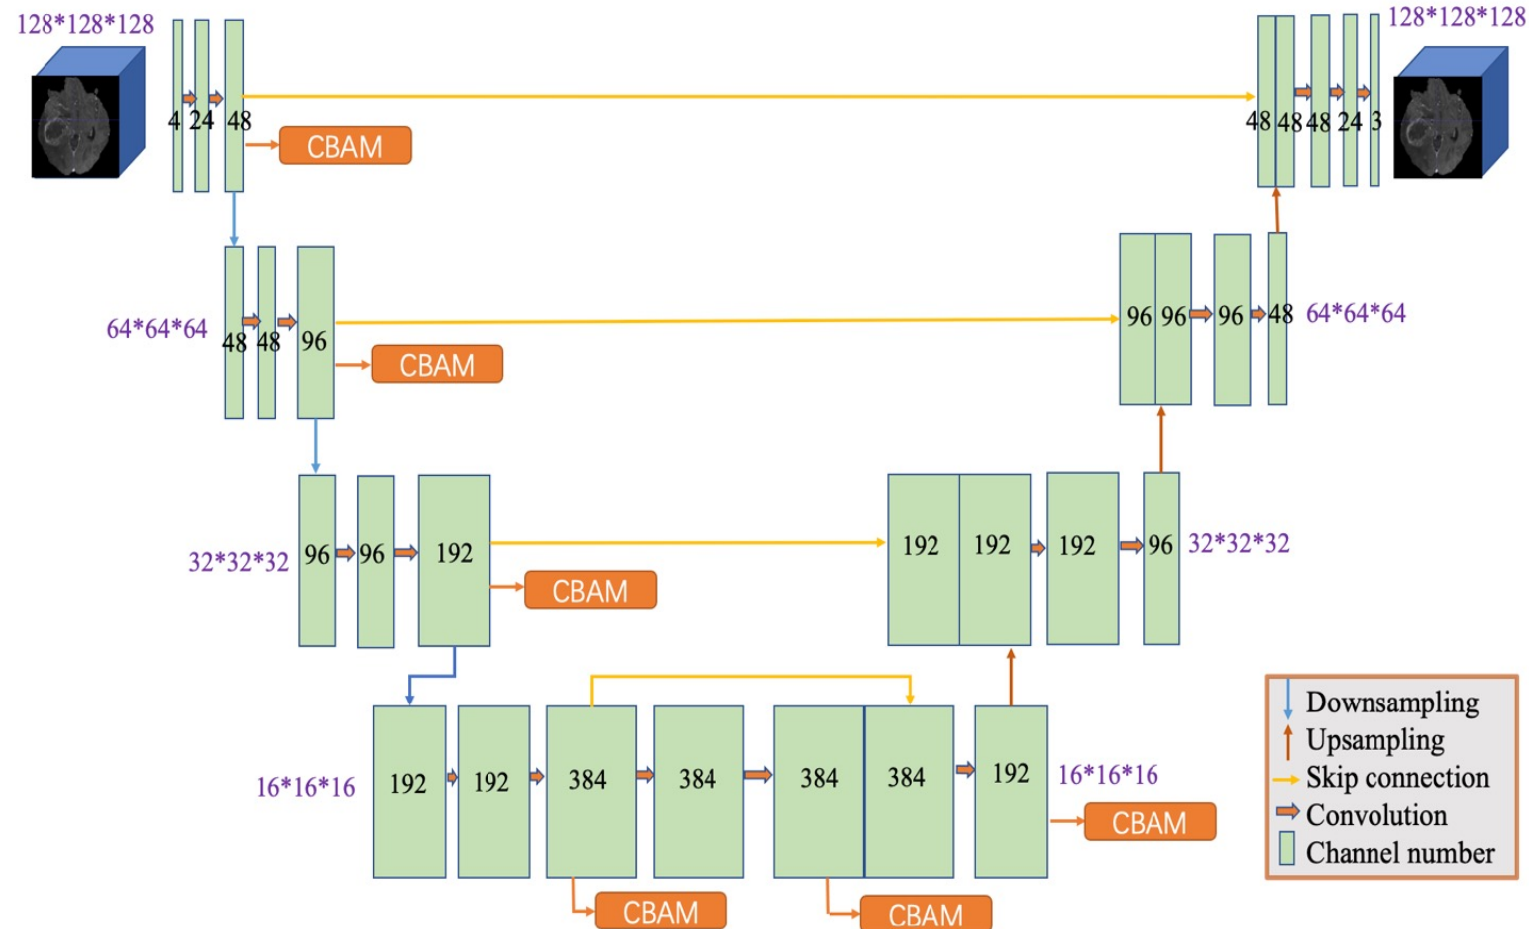 128*128*128
4 24 48
CBAM
48 48 48 24 3
128*128*128
64*64*64
48 48 96
CBAM
96 96 96 48
64*64*64
32*32*32
96 96 192
CBAM
192 192 192 96
32*32*32
16*16*16
192 192 384 384 384 384 192
16*16*16
CBAM
CBAM
CBAM
Downsampling
Upsampling
Skip connection
Convolution
Channel number